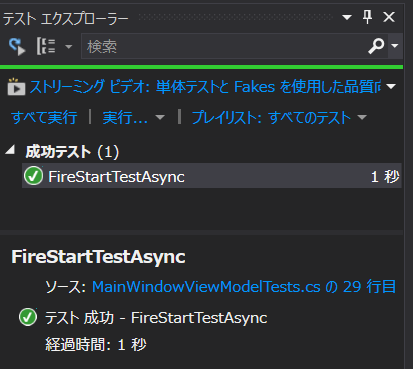 テスト エクスプローラー
検索
ストリーミング ビデオ: 単体テストと Fakes を使用した品質向
すべて実行 | 実行... | プレイリスト: すべてのテスト
成功テスト (1)
FireStartTestAsync 1 秒
FireStartTestAsync
ソース: MainWindowViewModelTests.cs の 29 行目
テスト 成功 - FireStartTestAsync
経過時間: 1 秒